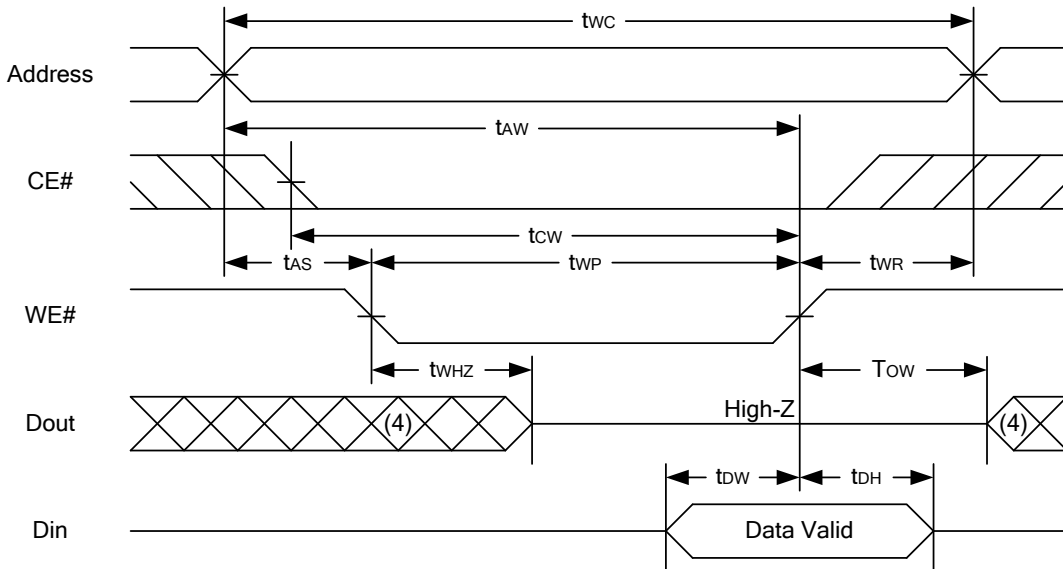 tWC
Address
tAW
CE#
tCW
tAS tWP tWR
WE#
tWHZ TOW
Dout (4) High-Z (4)
tDW tDH
Din Data Valid